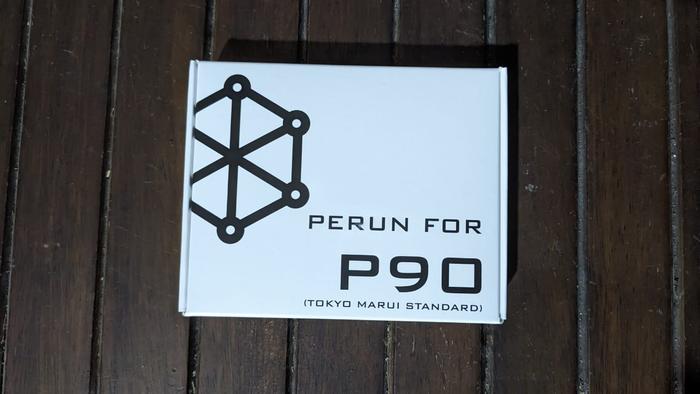 PERUN FOR
P90
(TOKYO MARUI STANDARD)